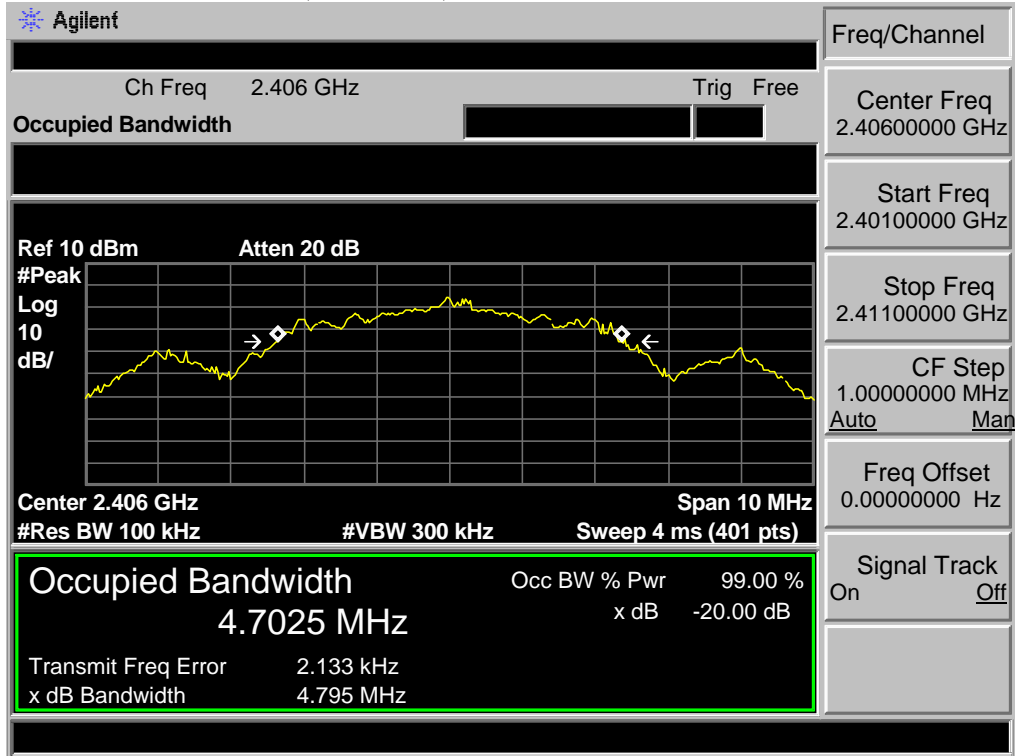 Agilent
Freq/Channel
Ch Freq 2.406 GHz Trig Free
Occupied Bandwidth
Center Freq
2.40600000 GHz
Start Freq
2.40100000 GHz
Ref 10 dBm Atten 20 dB
#Peak
Log
10
dB/
Stop Freq
2.41100000 GHz
CF Step
1.00000000 MHz
Auto Man
Freq Offset
0.00000000 Hz
Center 2.406 GHz Span 10 MHz
#Res BW 100 kHz #VBW 300 kHz Sweep 4 ms (401 pts)
Signal Track
On Off
Occupied Bandwidth Occ BW % Pwr 99.00 %
4.7025 MHz x dB -20.00 dB
Transmit Freq Error 2.133 kHz
x dB Bandwidth 4.795 MHz